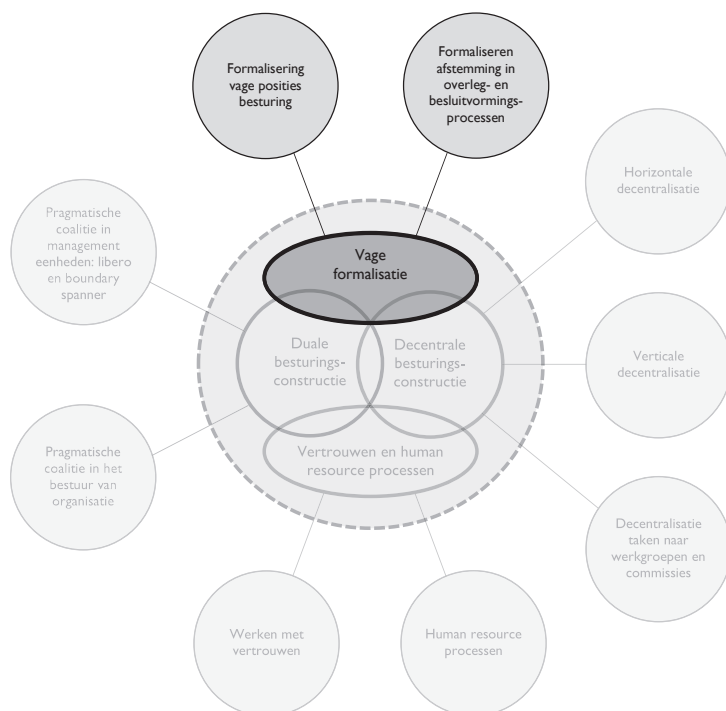 Formalisering
vage posities
besturing
Formaliseren
afstemming in
overleg- en
besluitvormings-
processen
Horizontale
decentralisatie
Pragmatische
coalitie in
management
eenheden: libero
en boundary
spanner
Vage
formalisatie
Duale
besturings-
constructie
Decentrale
besturings-
constructie
Verticale
decentralisatie
Vertrouwen en human
resource processen
Pragmatische
coalitie in het
bestuur van
organisatie
Decentralisatie
taken naar
werkgroepen en
commissies
Werken met
vertrouwen
Human resource
processen